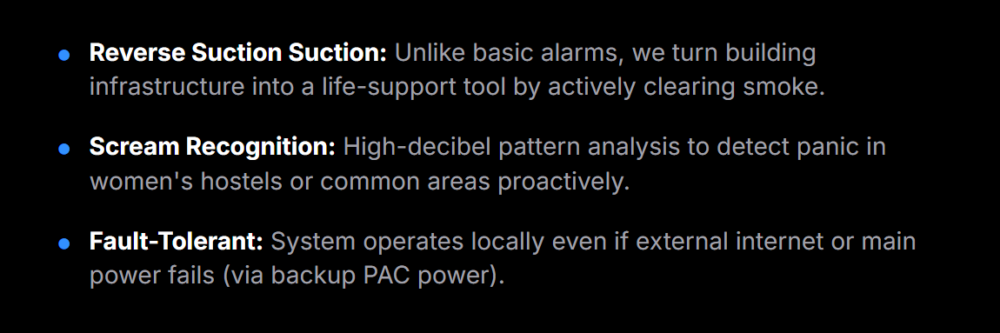 Reverse Suction Suction: Unlike basic alarms, we turn building
infrastructure into a life-support tool by actively clearing smoke.
Scream Recognition: High-decibel pattern analysis to detect panic in
women's hostels or common areas proactively.
Fault-Tolerant: System operates locally even if external internet or main
power fails (via backup PAC power).